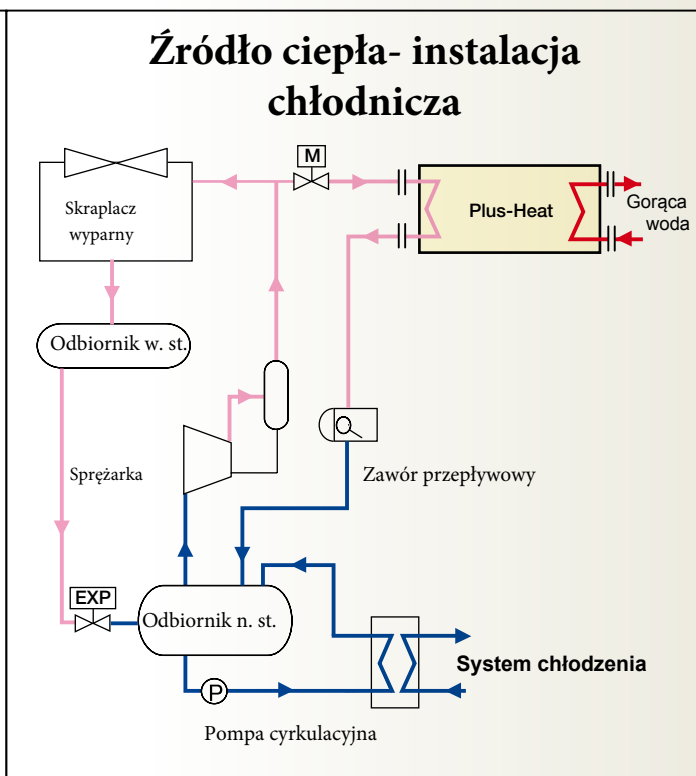 Źródło ciepła- instalacja
chłodnicza
M
Skraplacz
wyparny
Plus-Heat
Gorąca
woda
Odbiornik w. st.
Sprężarka
Zawór przepływowy
EXP
Odbiornik n. st.
System chłodzenia
P
Pompa cyrkulacyjna